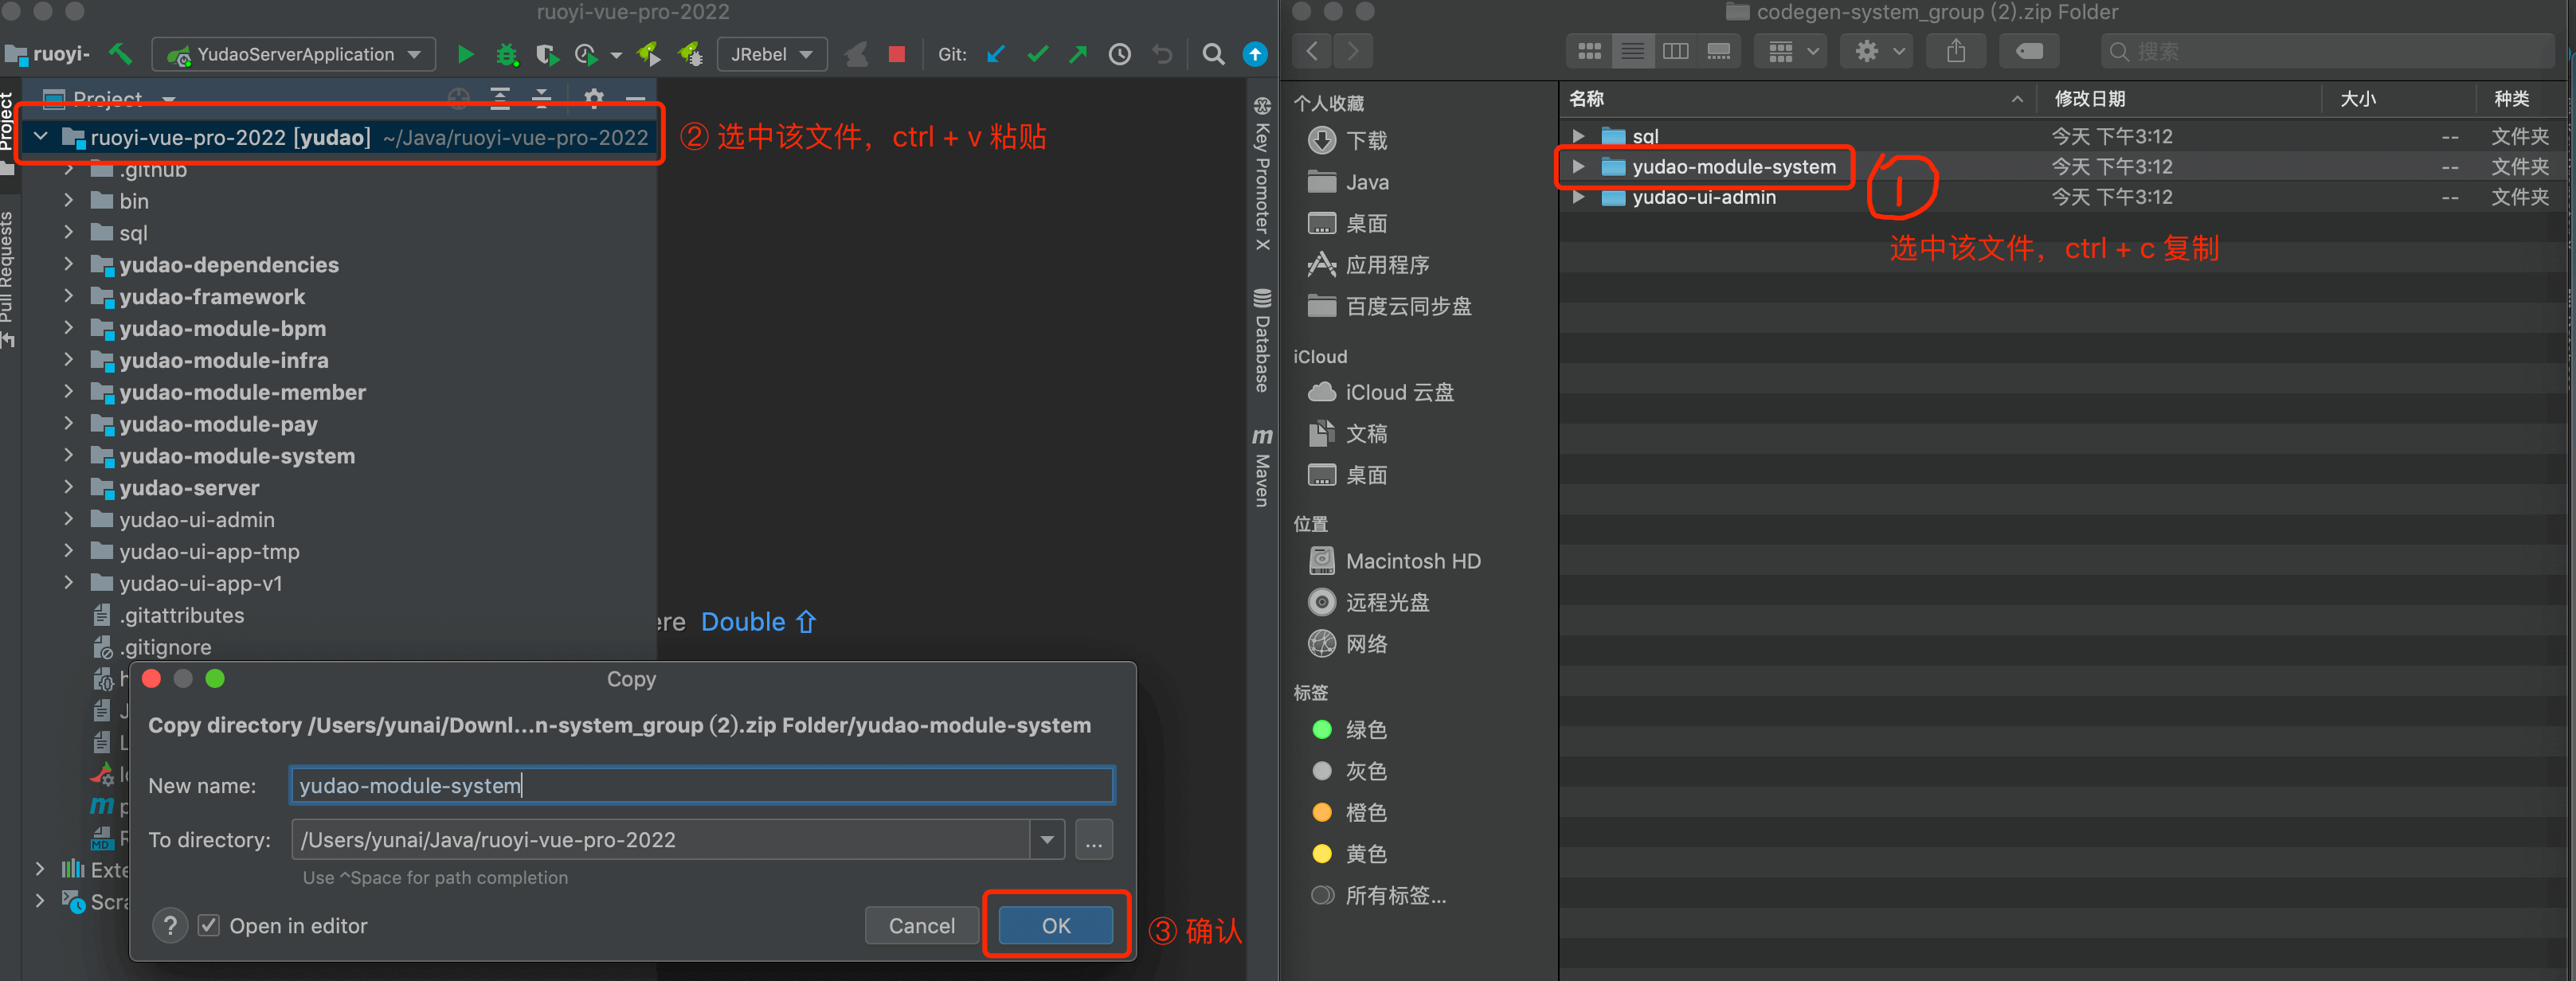 ruoyi-vue-pro-2022
ruoyi-
YudaoServerApplication
JRebel
Git:
Project
Project
Pull Requests
ruoyi-vue-pro-2022 [yudao] ~/Java/ruoyi-vue-pro-2022
② 选中该文件，ctrl + v 粘贴
.github
bin
sql
yudao-dependencies
yudao-framework
yudao-module-bpm
yudao-module-infra
yudao-module-member
yudao-module-pay
yudao-module-system
yudao-server
yudao-ui-admin
yudao-ui-app-tmp
yudao-ui-app-v1
.gitattributes
.gitignore
Double ⇧
Key Promoter X
Database
Maven
Copy
Copy directory /Users/yunai/Downl...n-system_group (2).zip Folder/yudao-module-system
New name:
yudao-module-system
To directory:
/Users/yunai/Java/ruoyi-vue-pro-2022
...
Use ^Space for path completion
?
Open in editor
Cancel
OK
③ 确认
codegen-system_group (2).zip Folder
搜索
个人收藏
下载
Java
桌面
应用程序
百度云同步盘
iCloud
iCloud 云盘
文稿
桌面
位置
Macintosh HD
远程光盘
网络
标签
绿色
灰色
橙色
黄色
所有标签...
名称 修改日期 大小 种类
sql 今天 下午3:12 -- 文件夹
yudao-module-system 今天 下午3:12 -- 文件夹
yudao-ui-admin 今天 下午3:12 -- 文件夹
①
选中该文件，ctrl + c 复制